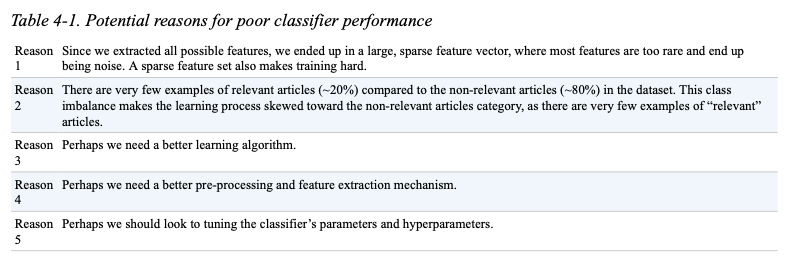 Table 4-1. Potential reasons for poor classifier performance
Reason 1 Since we extracted all possible features, we ended up in a large, sparse feature vector, where most features are too rare and end up
being noise. A sparse feature set also makes training hard.
Reason 2 There are very few examples of relevant articles (~20%) compared to the non-relevant articles (~80%) in the dataset. This class
imbalance makes the learning process skewed toward the non-relevant articles category, as there are very few examples of “relevant”
articles.
Reason 3 Perhaps we need a better learning algorithm.
Reason 4 Perhaps we need a better pre-processing and feature extraction mechanism.
Reason 5 Perhaps we should look to tuning the classifier’s parameters and hyperparameters.